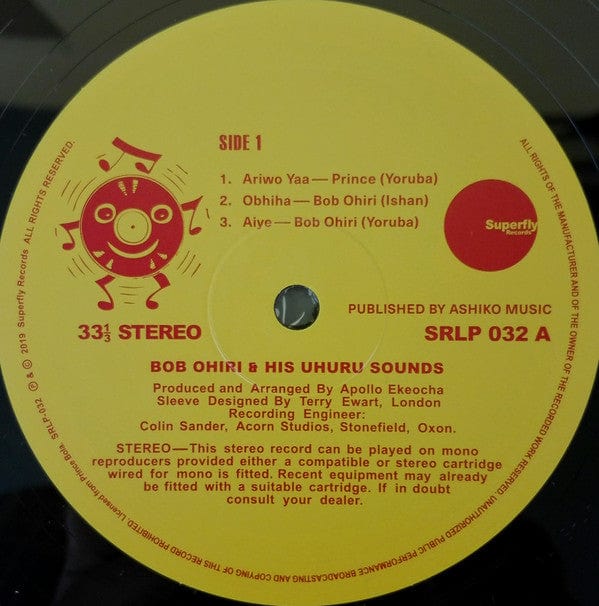 SIDE 1
1. Ariwo Yaa — Prince (Yoruba)
2. Obhiha — Bob Ohiri (Ishan)
3. Aiye — Bob Ohiri (Yoruba)
Superfly
Records
33⅓ STEREO
PUBLISHED BY ASHIKO MUSIC
SRLP 032 A
BOB OHIRI & HIS UHURU SOUNDS
Produced and Arranged By Apollo Ekeocha
Sleeve Designed By Terry Ewart, London
Recording Engineer:
Colin Sander, Acorn Studios, Stonefield, Oxon.
STEREO—This stereo record can be played on mono
reproducers provided either a compatible or stereo cartridge
wired for mono is fitted. Recent equipment may already
be fitted with a suitable cartridge. If in doubt
consult your dealer.
ALL RIGHTS OF THE MANUFACTURER AND OF THE OWNER OF THE RECORDED WORK RESERVED. UNAUTHORIZED PUBLIC PERFORMANCE BROADCASTING AND COPYING OF THIS RECORD PROHIBITED. Licensed from Prince Bola. SRLP-032 ℗ & © 2019 Superfly Records ALL RIGHTS RESERVED.